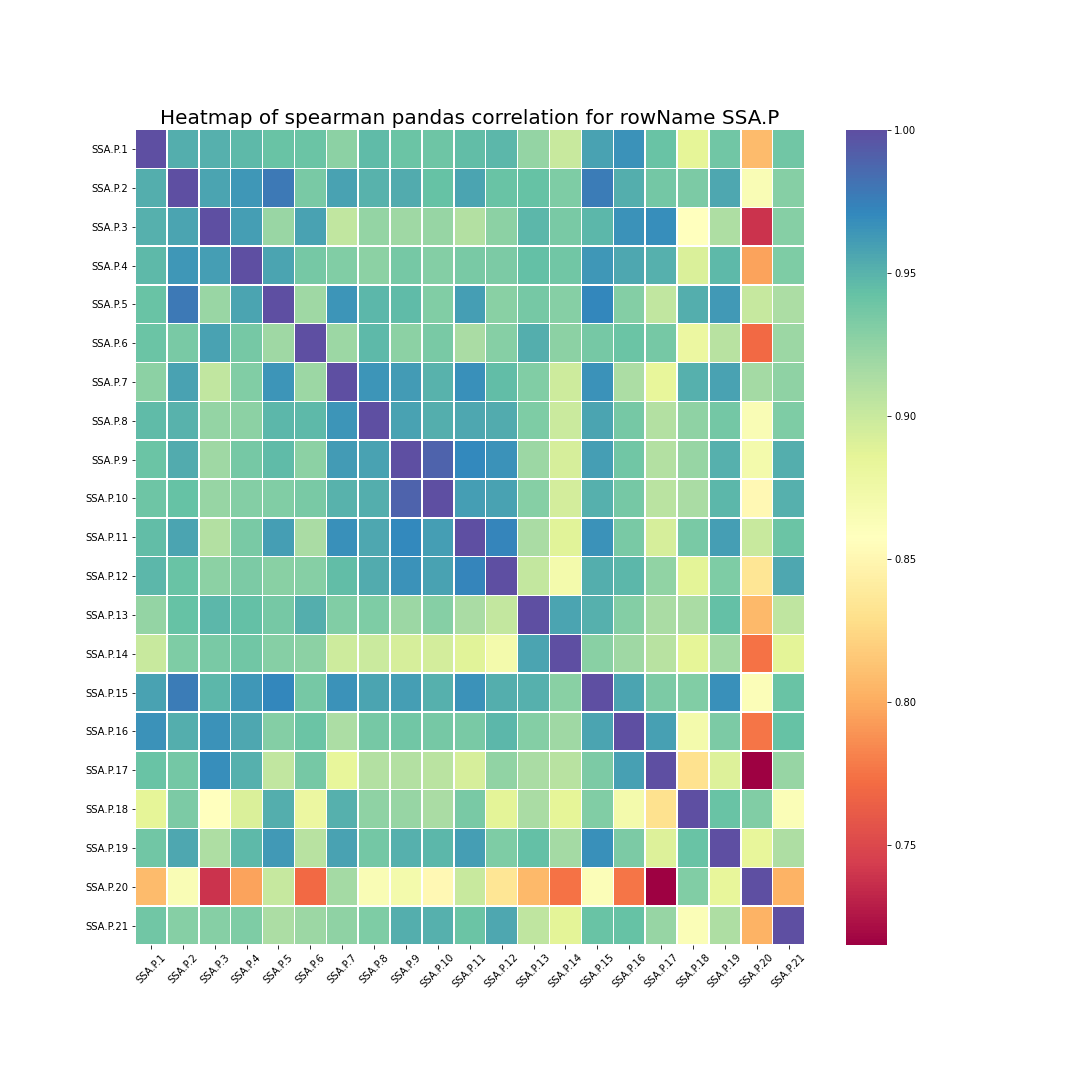 Heatmap of spearman pandas correlation for rowName SSA.P
SSA.P.1
SSA.P.2
SSA.P.3
SSA.P.4
SSA.P.5
SSA.P.6
SSA.P.7
SSA.P.8
SSA.P.9
SSA.P.10
SSA.P.11
SSA.P.12
SSA.P.13
SSA.P.14
SSA.P.15
SSA.P.16
SSA.P.17
SSA.P.18
SSA.P.19
SSA.P.20
SSA.P.21
SSA.P.1
SSA.P.2
SSA.P.3
SSA.P.4
SSA.P.5
SSA.P.6
SSA.P.7
SSA.P.8
SSA.P.9
SSA.P.10
SSA.P.11
SSA.P.12
SSA.P.13
SSA.P.14
SSA.P.15
SSA.P.16
SSA.P.17
SSA.P.18
SSA.P.19
SSA.P.20
SSA.P.21
1.00
0.95
0.90
0.85
0.80
0.75